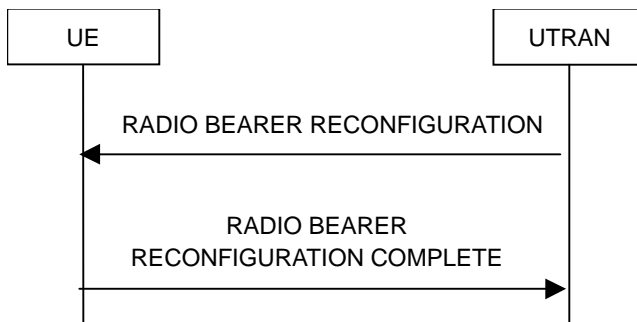 UE
UTRAN
RADIO BEARER RECONFIGURATION
RADIO BEARER
RECONFIGURATION COMPLETE